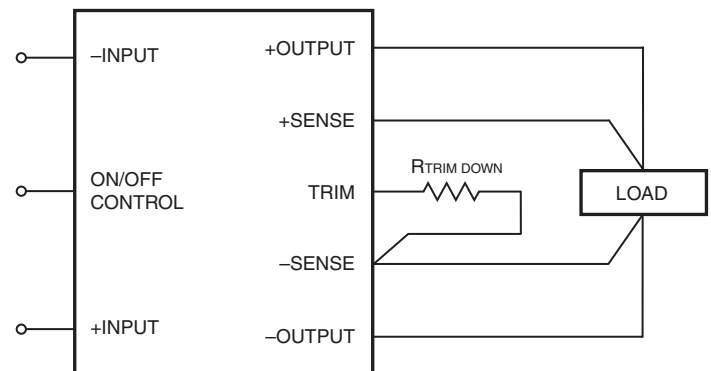 –INPUT
+OUTPUT
+SENSE
ON/OFF
CONTROL
TRIM
RTRIM DOWN
LOAD
–SENSE
+INPUT
–OUTPUT